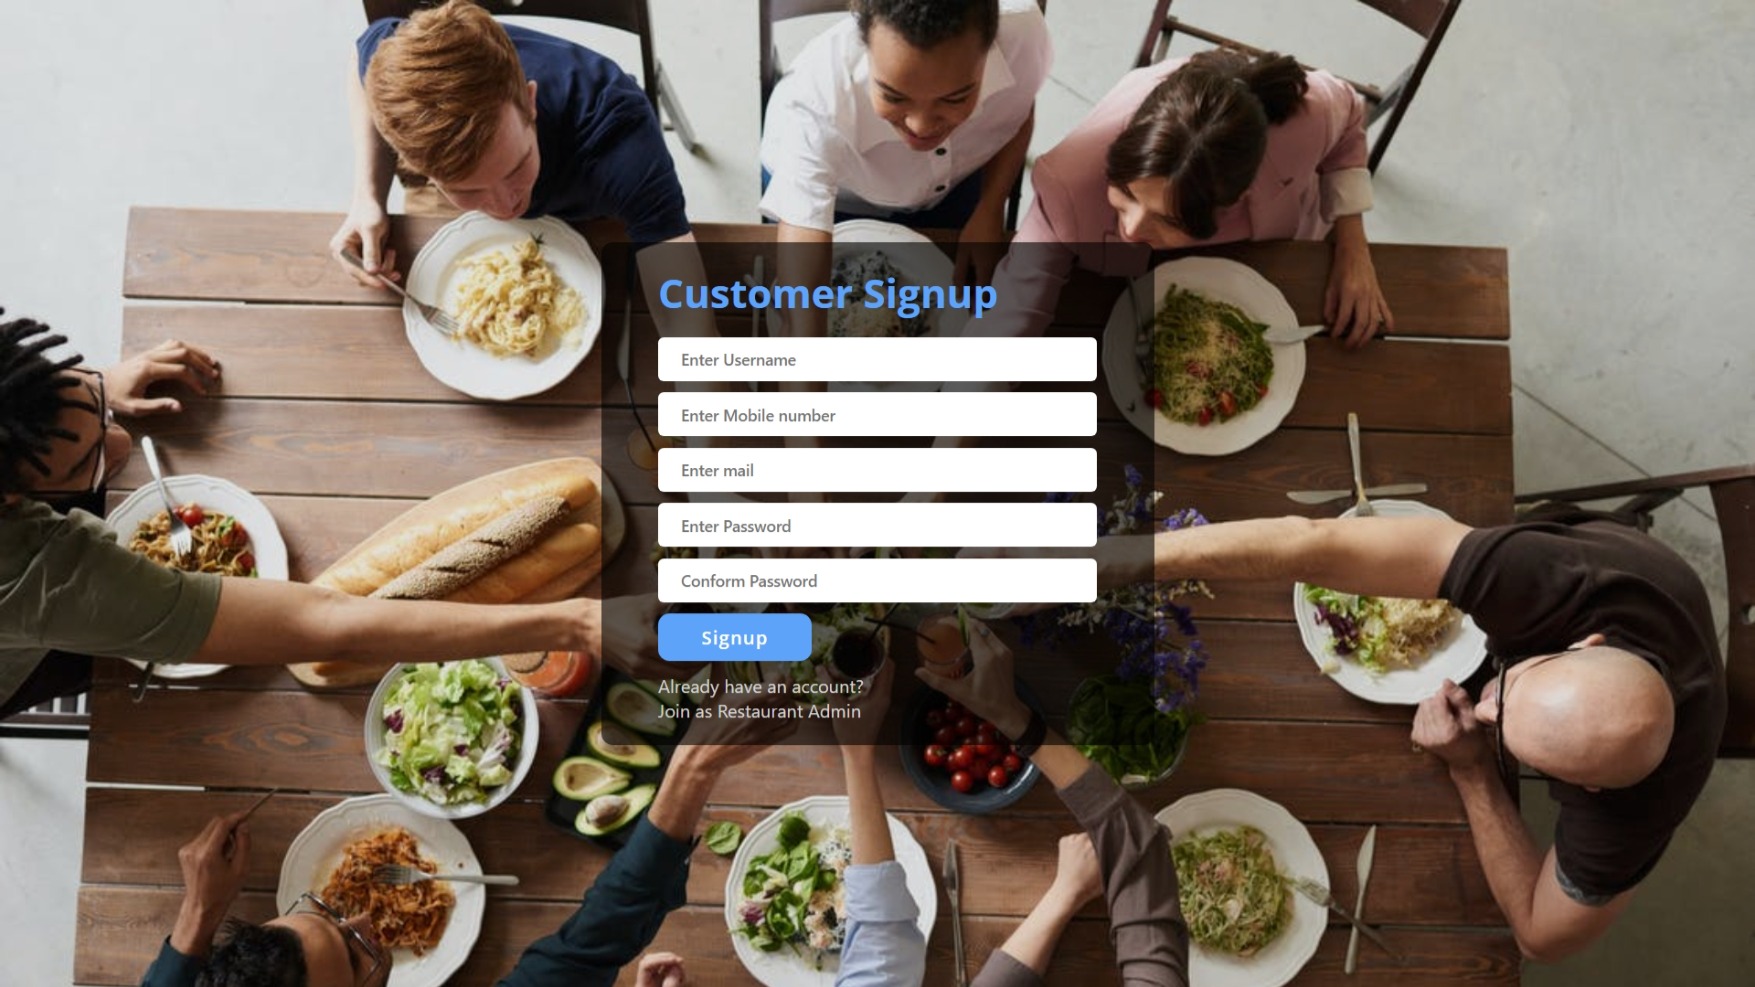 Customer Signup
Enter Username
Enter Mobile number
Enter mail
Enter Password
Conform Password
Signup
Already have an account?
Join as Restaurant Admin